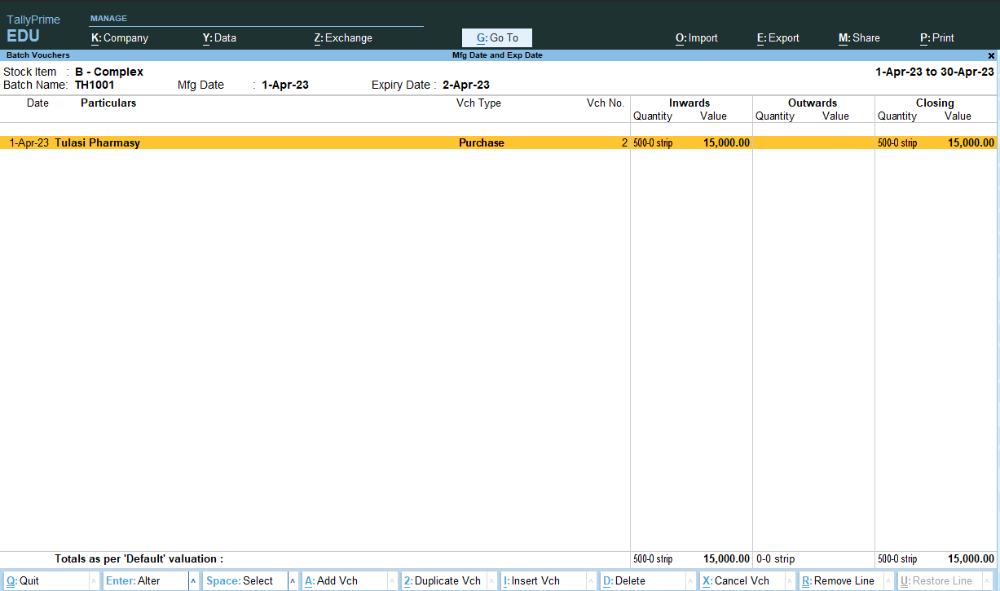 TallyPrime MANAGE
EDU K: Company Y: Data Z: Exchange G: Go To O: Import E: Export M: Share P: Print
Batch Vouchers Mfg Date and Exp Date ×
Stock Item : B - Complex 1-Apr-23 to 30-Apr-23
Batch Name: TH1001 Mfg Date : 1-Apr-23 Expiry Date : 2-Apr-23
Date Particulars Vch Type Vch No. Inwards Outwards Closing
Quantity Value Quantity Value Quantity Value
1-Apr-23 Tulasi Pharmasy Purchase 2 500-0 strip 15,000.00 500-0 strip 15,000.00
Totals as per 'Default' valuation : 500-0 strip 15,000.00 0-0 strip 500-0 strip 15,000.00
Q: Quit ^ Enter: Alter ^ Space: Select ^ A: Add Vch ^ 2: Duplicate Vch ^ I: Insert Vch ^ D: Delete ^ X: Cancel Vch ^ R: Remove Line ^ U: Restore Line ^